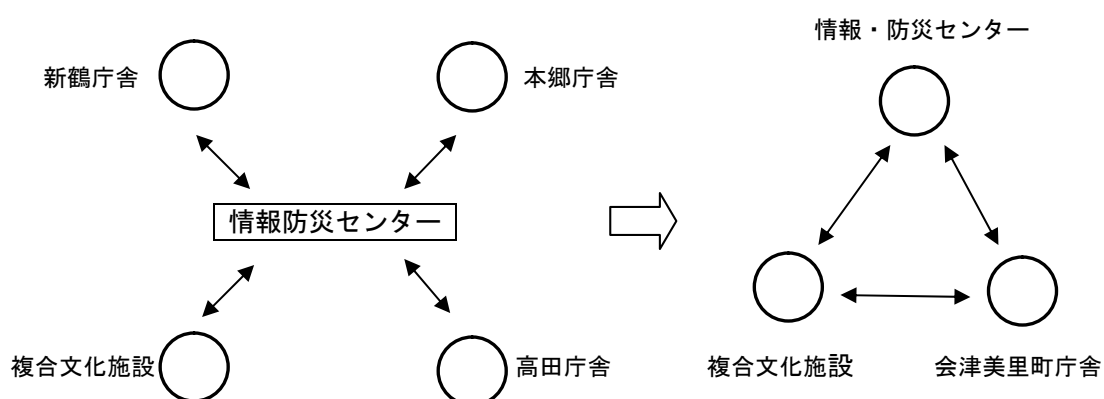 情報・防災センター
新鶴庁舎
本郷庁舎
情報防災センター
複合文化施設
高田庁舎
複合文化施設
会津美里町庁舎